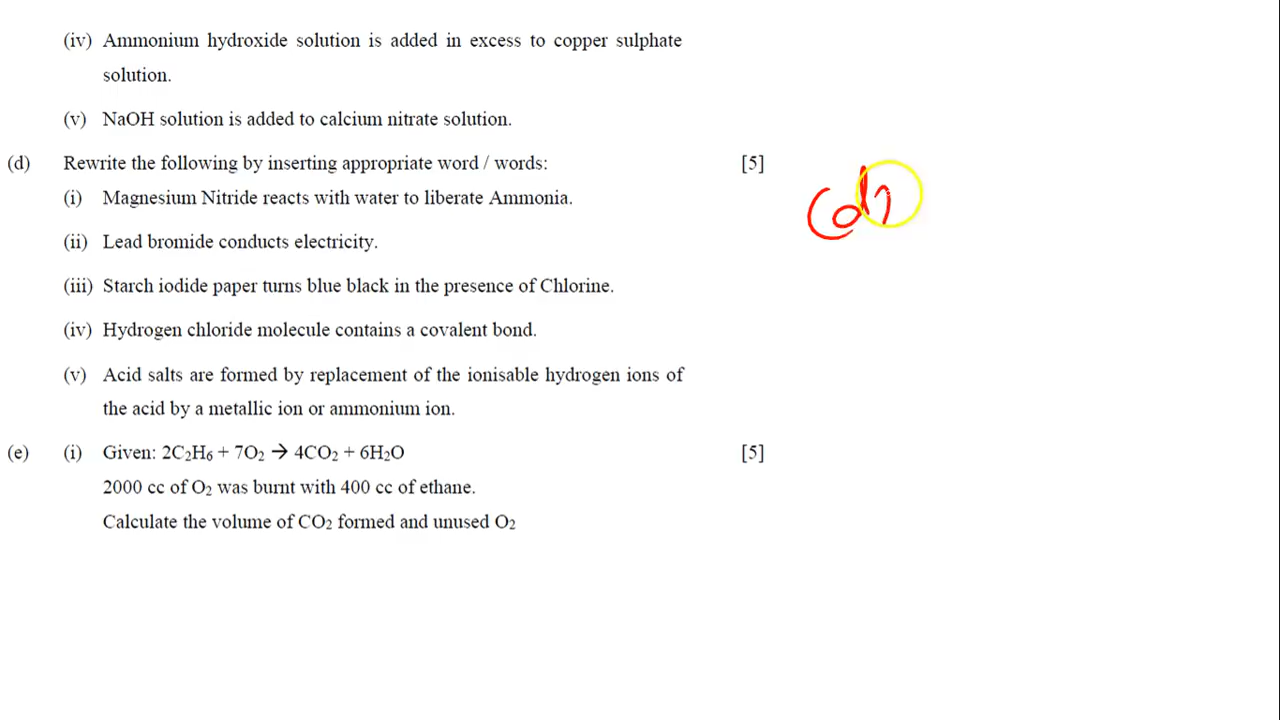 (iv) Ammonium hydroxide solution is added in excess to copper sulphate
solution.
(v) NaOH solution is added to calcium nitrate solution.
(d) Rewrite the following by inserting appropriate word / words: [5]
(d)
(i) Magnesium Nitride reacts with water to liberate Ammonia.
(ii) Lead bromide conducts electricity.
(iii) Starch iodide paper turns blue black in the presence of Chlorine.
(iv) Hydrogen chloride molecule contains a covalent bond.
(v) Acid salts are formed by replacement of the ionisable hydrogen ions of
the acid by a metallic ion or ammonium ion.
(e) (i) Given: 2C₂H₆ + 7O₂ → 4CO₂ + 6H₂O [5]
2000 cc of O₂ was burnt with 400 cc of ethane.
Calculate the volume of CO₂ formed and unused O₂